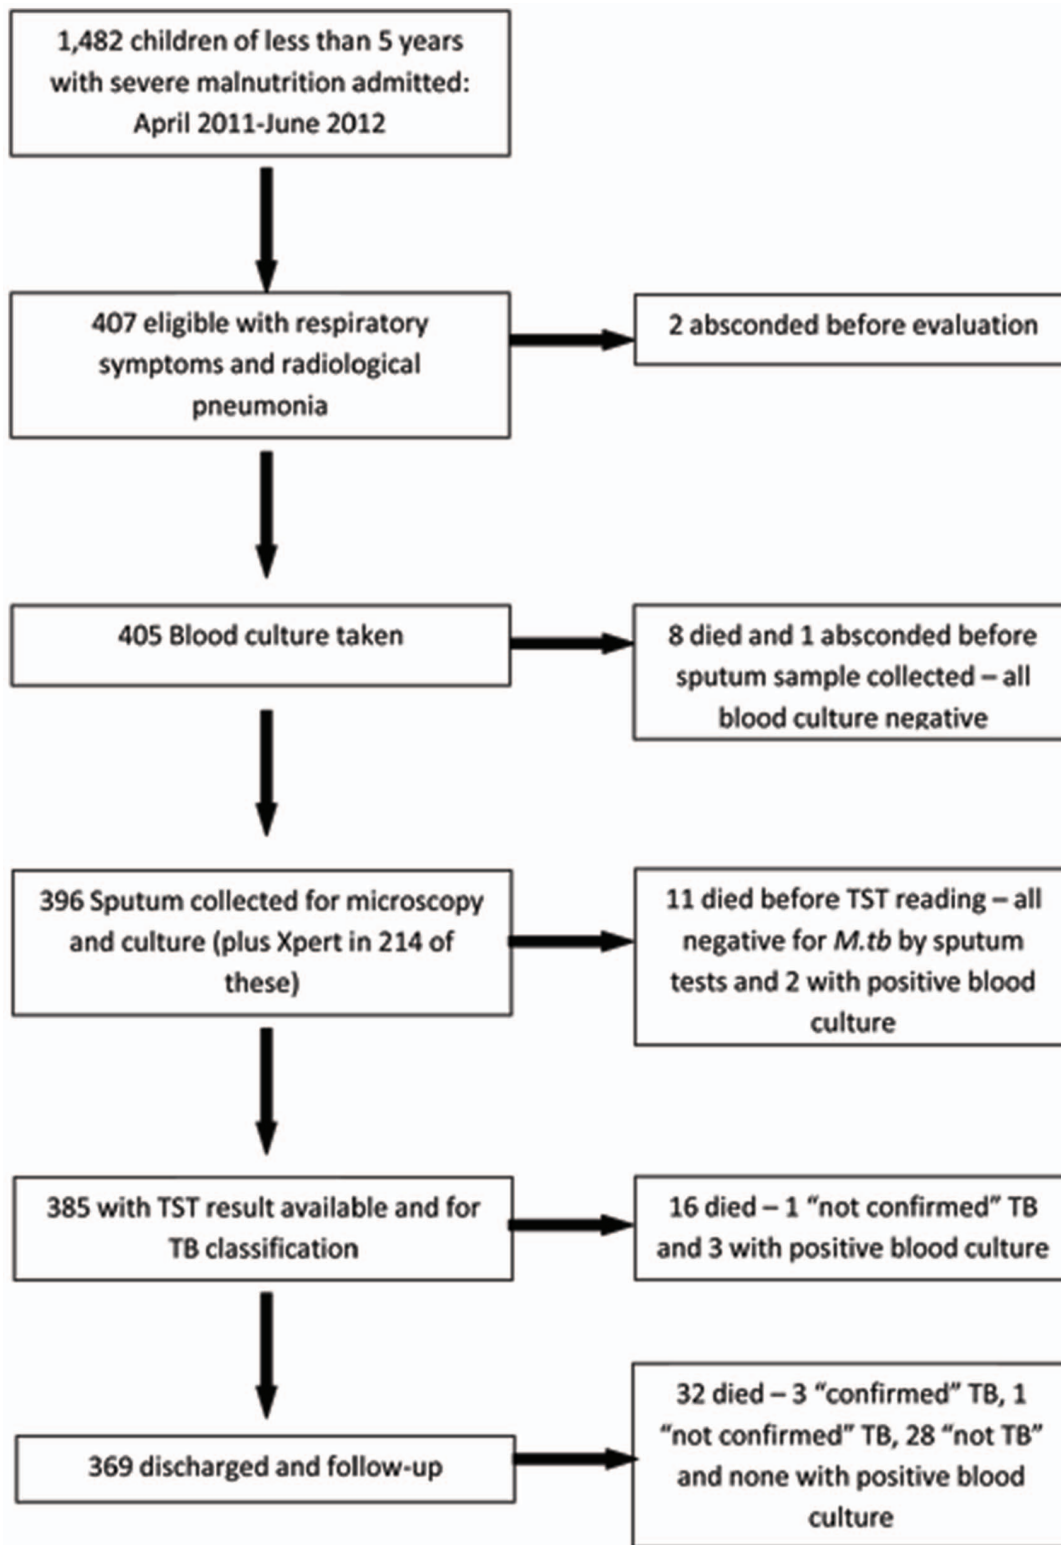 1,482 children of less than 5 years
with severe malnutrition admitted:
April 2011-June 2012
407 eligible with respiratory
symptoms and radiological
pneumonia
2 absconded before evaluation
405 Blood culture taken
8 died and 1 absconded before
sputum sample collected – all
blood culture negative
396 Sputum collected for microscopy
and culture (plus Xpert in 214 of
these)
11 died before TST reading – all
negative for M.tb by sputum
tests and 2 with positive blood
culture
385 with TST result available and for
TB classification
16 died – 1 “not confirmed” TB
and 3 with positive blood culture
369 discharged and follow-up
32 died – 3 “confirmed” TB, 1
“not confirmed” TB, 28 “not TB”
and none with positive blood
culture